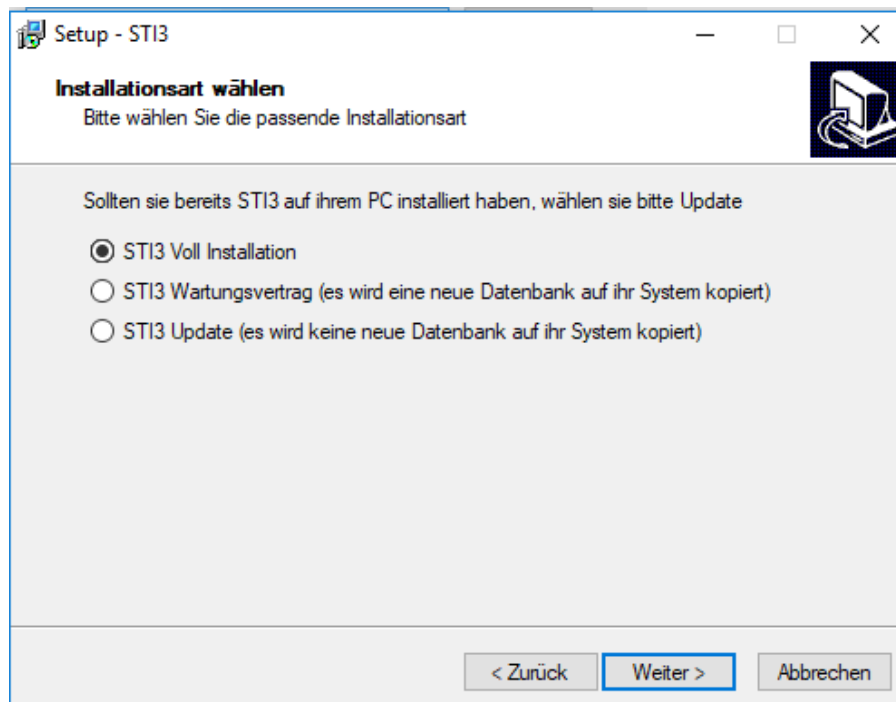 Setup - STI3
Installationsart wählen
Bitte wählen Sie die passende Installationsart
Sollten sie bereits STI3 auf ihrem PC installiert haben, wählen sie bitte Update
STI3 Voll Installation
STI3 Wartungsvertrag (es wird eine neue Datenbank auf ihr System kopiert)
STI3 Update (es wird keine neue Datenbank auf ihr System kopiert)
< Zurück Weiter > Abbrechen